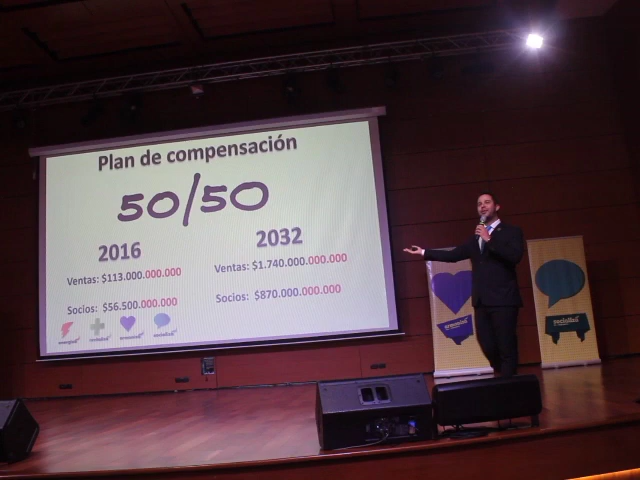 Plan de compensación
50/50
2016
Ventas: $113.000.000.000
Socios: $56.500.000.000
2032
Ventas: $1.740.000.000.000
Socios: $870.000.000.000